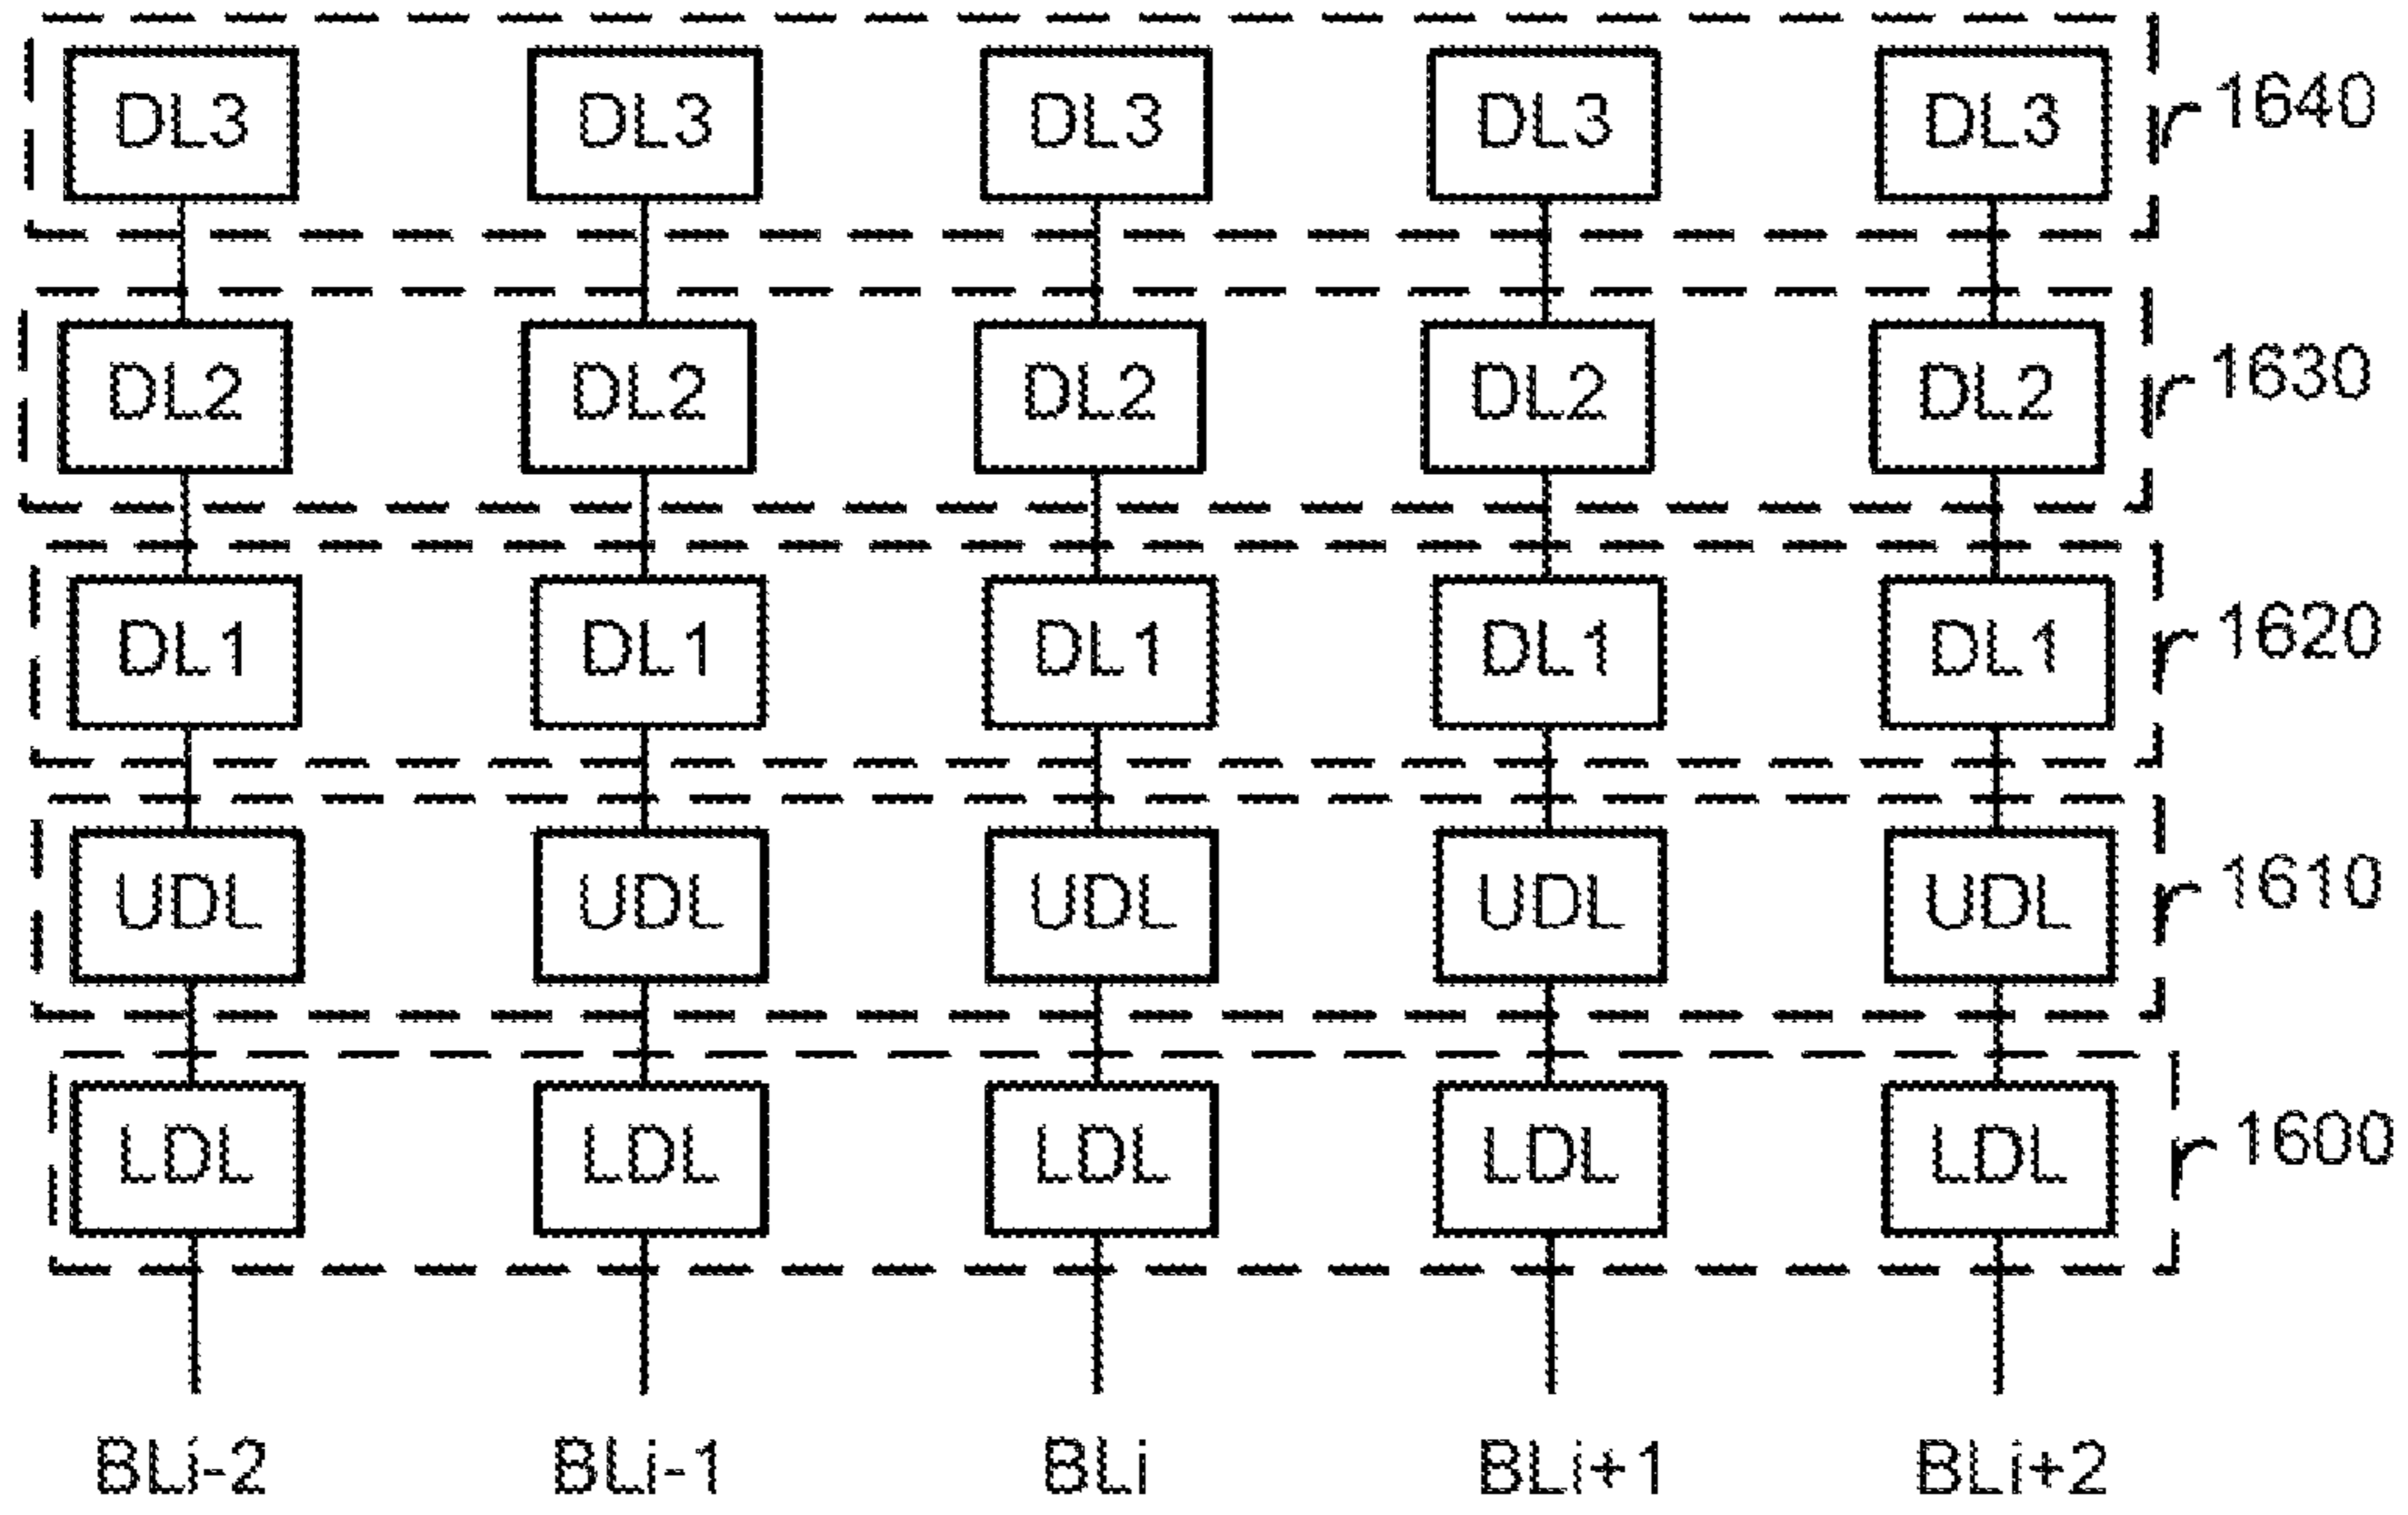 DL3 DL3 DL3 DL3 DL3 1640
DL2 DL2 DL2 DL2 DL2 1630
DL1 DL1 DL1 DL1 DL1 1620
UDL UDL UDL UDL UDL 1610
LDL LDL LDL LDL LDL 1600
BLi-2 BLi-1 BLi BLi+1 BLi+2